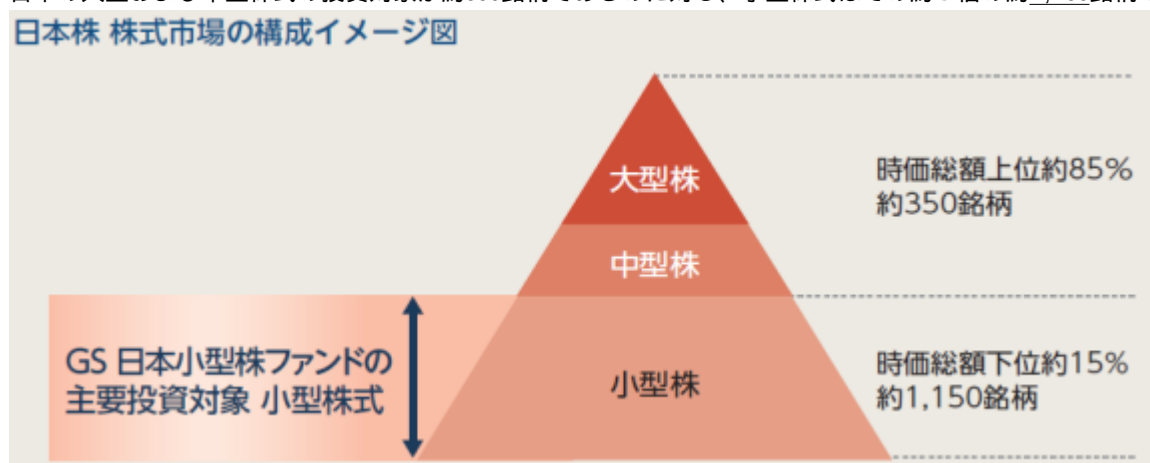 日本株 株式市場の構成イメージ図
大型株
時価総額上位約85%
約350銘柄
中型株
GS 日本小型株ファンドの
主要投資対象 小型株式
小型株
時価総額下位約15%
約1,150銘柄